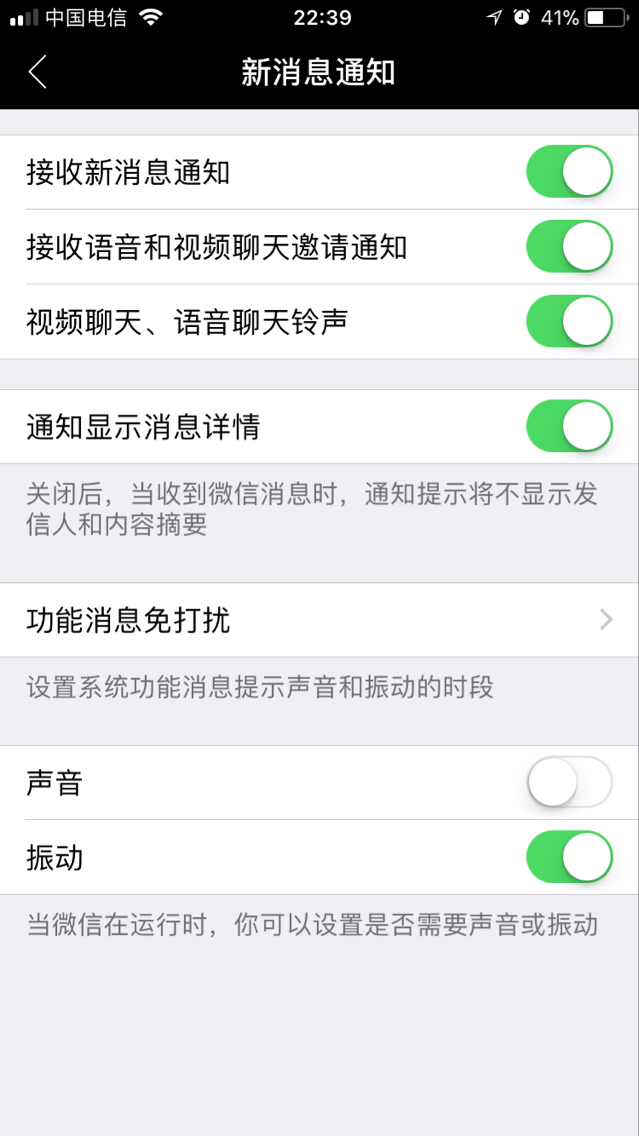 中国电信 22:39 41%
新消息通知
接收新消息通知
接收语音和视频聊天邀请通知
视频聊天、语音聊天铃声
通知显示消息详情
关闭后，当收到微信消息时，通知提示将不显示发
信人和内容摘要
功能消息免打扰
设置系统功能消息提示声音和振动的时段
声音
振动
当微信在运行时，你可以设置是否需要声音或振动